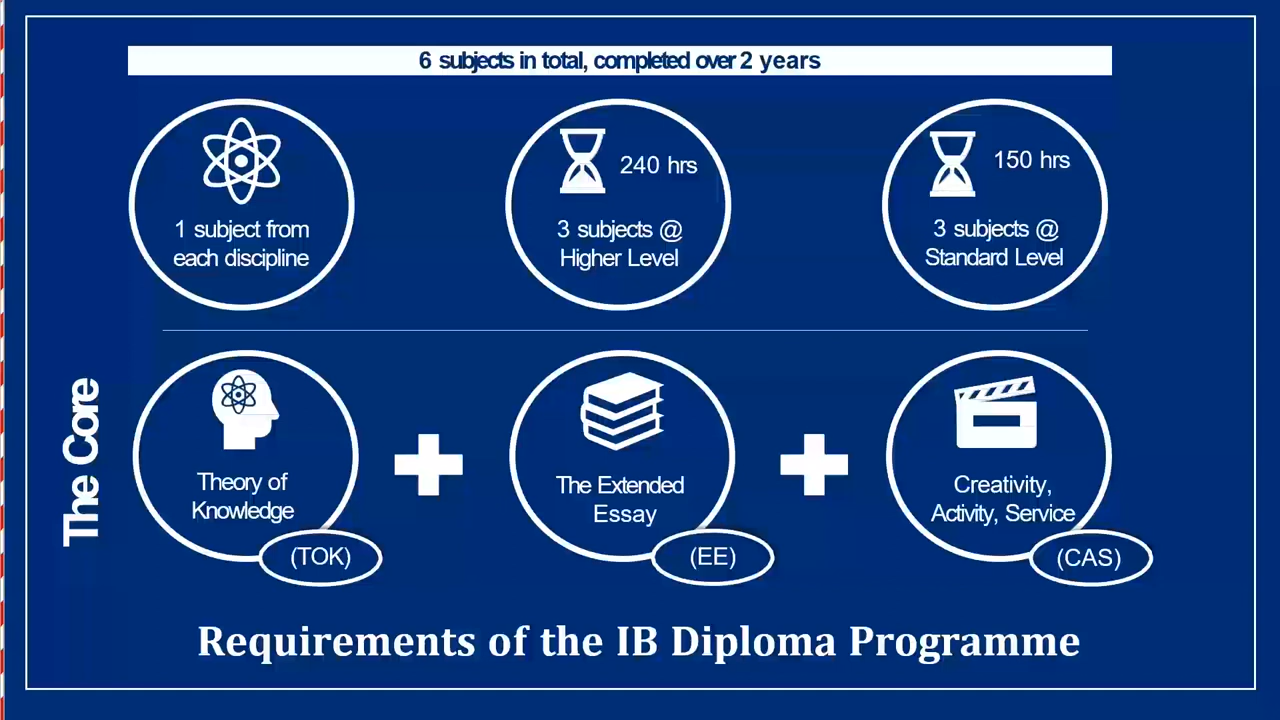 6 subjects in total, completed over 2 years
1 subject from
each discipline
240 hrs
3 subjects @
Higher Level
150 hrs
3 subjects @
Standard Level
The Core
Theory of
Knowledge
(TOK)
The Extended
Essay
(EE)
Creativity,
Activity, Service
(CAS)
Requirements of the IB Diploma Programme